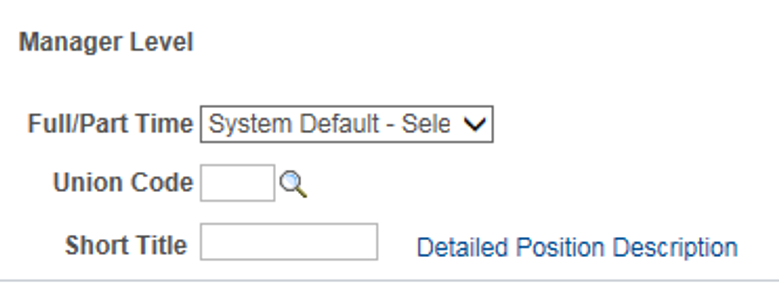 Manager Level
Full/Part Time System Default - Sele
Union Code
Short Title Detailed Position Description